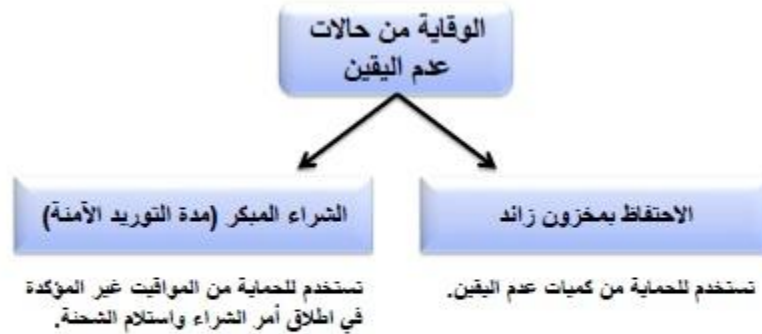 الوقاية من حالات
عدم اليقين
الاحتفاظ بمخزون زائد
تستخدم للحماية من كميات عدم اليقين.
الشراء المبكر (مدة التوريد الآمنة)
تستخدم للحماية من المواقيت غير المؤكدة
في اطلاق أمر الشراء واستلام الشحنة.